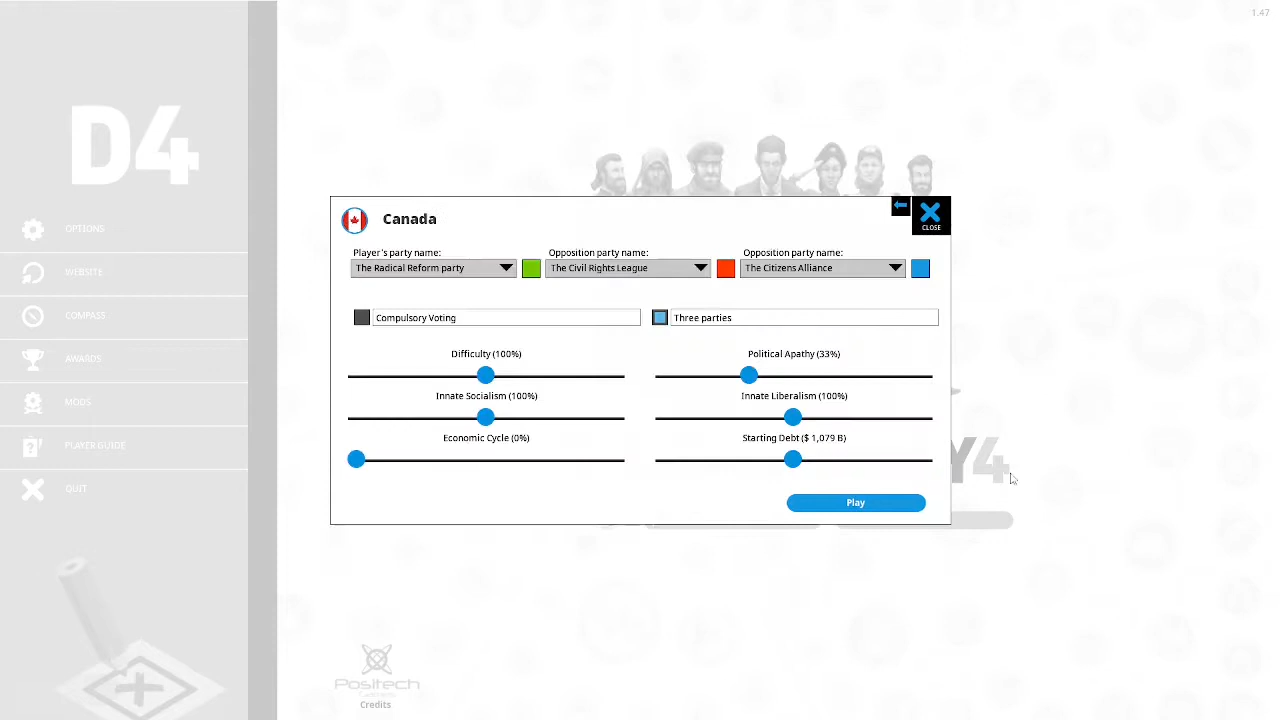 1.47
D4
OPTIONS
WEBSITE
COMPASS
AWARDS
MODS
PLAYER GUIDE
QUIT
Canada
CLOSE
Player's party name:
Opposition party name:
Opposition party name:
The Radical Reform party
The Civil Rights League
The Citizens Alliance
Compulsory Voting
Three parties
Difficulty (100%)
Political Apathy (33%)
Innate Socialism (100%)
Innate Liberalism (100%)
Economic Cycle (0%)
Starting Debt ($ 1,079 B)
Y4
Play
Positech
Credits